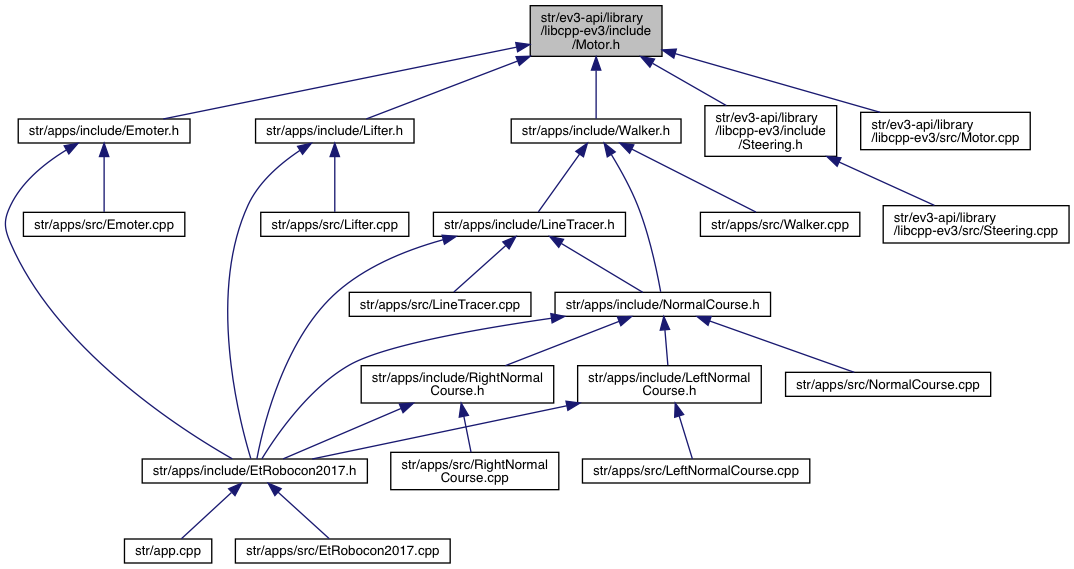 str/ev3-api/library
/libcpp-ev3/include
/Motor.h
str/apps/include/Emoter.h
str/apps/include/Lifter.h
str/apps/include/Walker.h
str/ev3-api/library
/libcpp-ev3/include
/Steering.h
str/ev3-api/library
/libcpp-ev3/src/Motor.cpp
str/apps/src/Emoter.cpp
str/apps/src/Lifter.cpp
str/apps/include/LineTracer.h
str/apps/src/Walker.cpp
str/ev3-api/library
/libcpp-ev3/src/Steering.cpp
str/apps/src/LineTracer.cpp
str/apps/include/NormalCourse.h
str/apps/include/RightNormal
Course.h
str/apps/include/LeftNormal
Course.h
str/apps/src/NormalCourse.cpp
str/apps/include/EtRobocon2017.h
str/apps/src/RightNormal
Course.cpp
str/apps/src/LeftNormalCourse.cpp
str/app.cpp
str/apps/src/EtRobocon2017.cpp